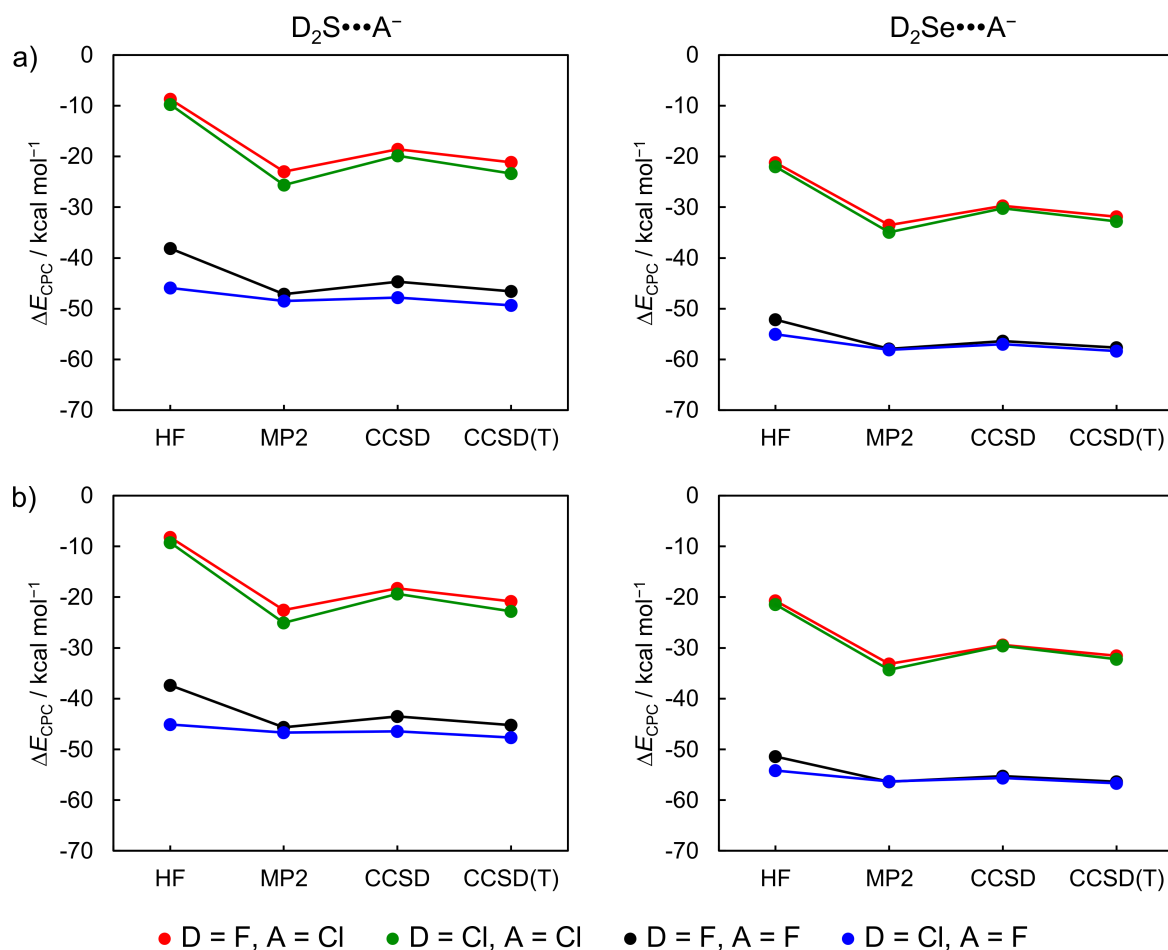 D₂S•••A⁻
D₂Se•••A⁻
a)
0
-10
-20
-30
-40
-50
-60
-70
ΔE_CPC / kcal mol⁻¹
HF MP2 CCSD CCSD(T)
0
-10
-20
-30
-40
-50
-60
-70
ΔE_CPC / kcal mol⁻¹
HF MP2 CCSD CCSD(T)
b)
0
-10
-20
-30
-40
-50
-60
-70
ΔE_CPC / kcal mol⁻¹
HF MP2 CCSD CCSD(T)
0
-10
-20
-30
-40
-50
-60
-70
ΔE_CPC / kcal mol⁻¹
HF MP2 CCSD CCSD(T)
D = F, A = Cl D = Cl, A = Cl D = F, A = F D = Cl, A = F